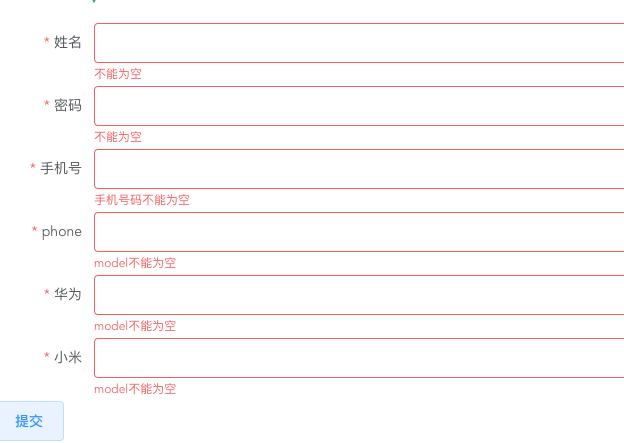 * 姓名
不能为空
* 密码
不能为空
* 手机号
手机号码不能为空
* phone
model不能为空
* 华为
model不能为空
* 小米
model不能为空
提交